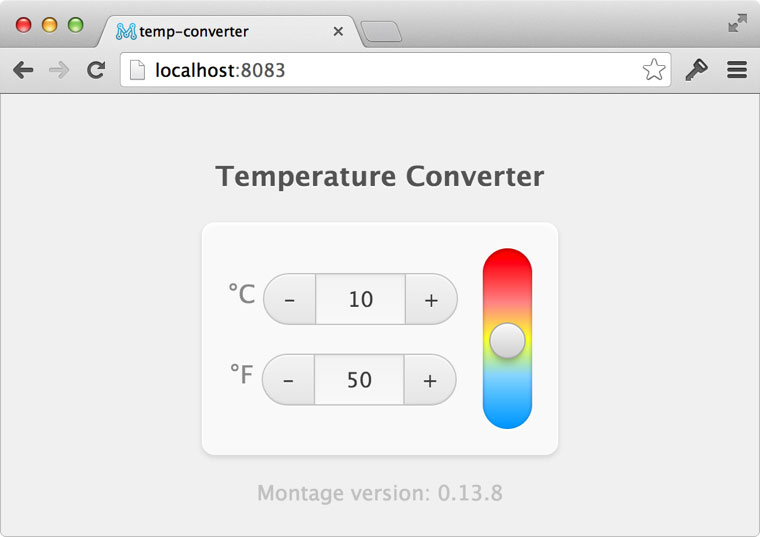 temp-converter
localhost:8083
Temperature Converter
°C - 10 +
°F - 50 +
Montage version: 0.13.8